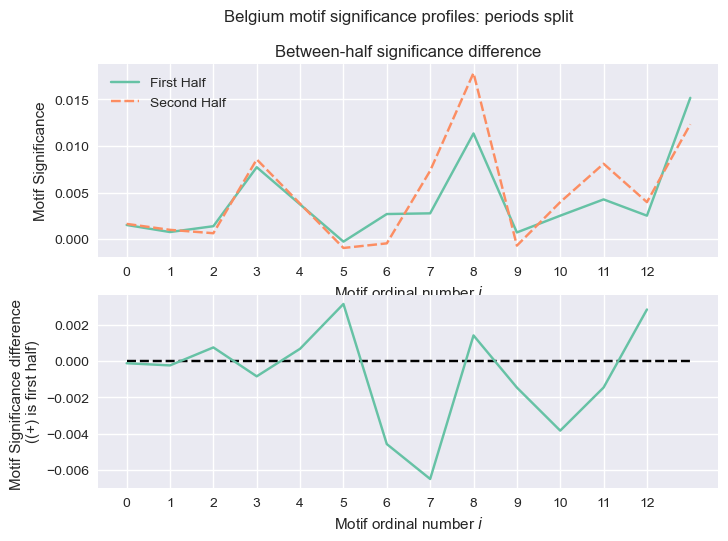 Belgium motif significance profiles: periods split
Between-half significance difference
First Half
Second Half
Motif Significance
0.015
0.010
0.005
0.000
0 1 2 3 4 5 6 7 8 9 10 11 12
Motif ordinal number i
Motif Significance difference
((+) is first half)
0.002
0.000
−0.002
−0.004
−0.006
0 1 2 3 4 5 6 7 8 9 10 11 12
Motif ordinal number i